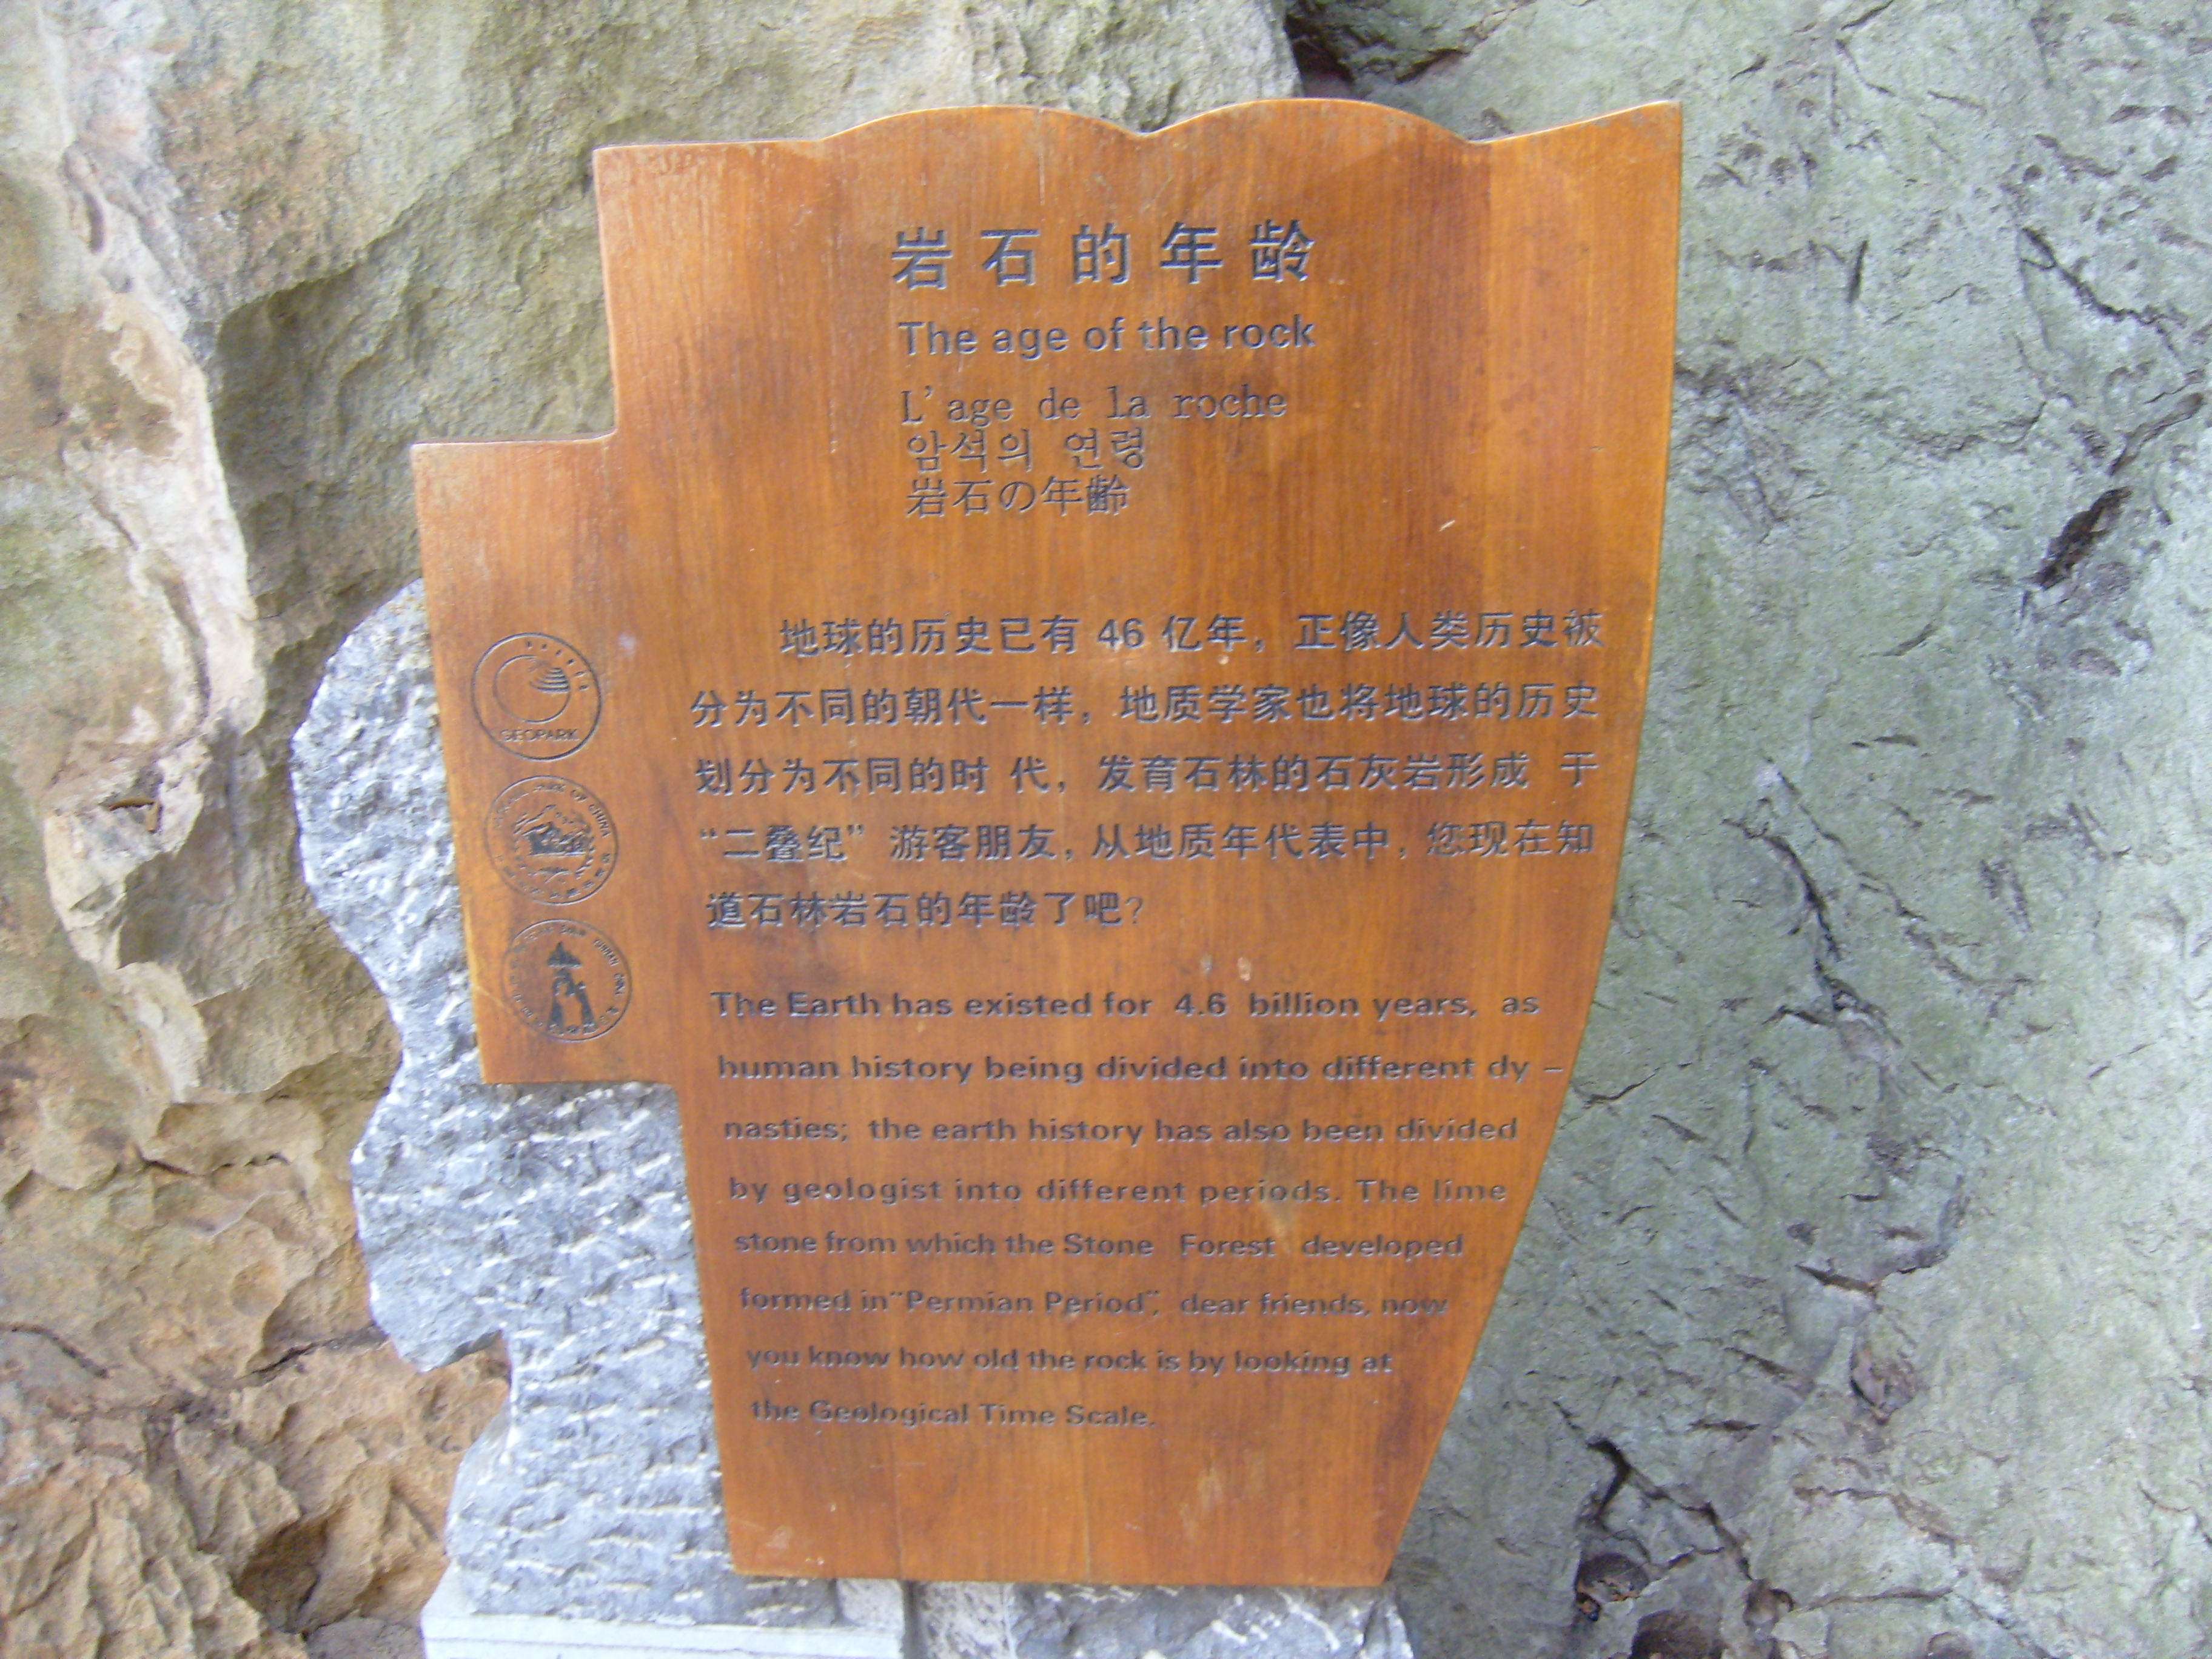 岩石的年龄
The age of the rock
L'age de la roche
암석의 연령
岩石の年齢
地球的历史已有 46 亿年，正像人类历史被
分为不同的朝代一样，地质学家也将地球的历史
划分为不同的时 代，发育石林的石灰岩形成 于
“二叠纪” 游客朋友，从地质年代表中，您现在知
道石林岩石的年龄了吧？
The Earth has existed for 4.6 billion years, as
human history being divided into different dy -
nasties; the earth history has also been divided
by geologist into different periods. The lime
stone from which the Stone Forest developed
formed in "Permian Period", dear friends, now
you know how old the rock is by looking at
the Geological Time Scale.
GEOPARK
PARK OF CHINA